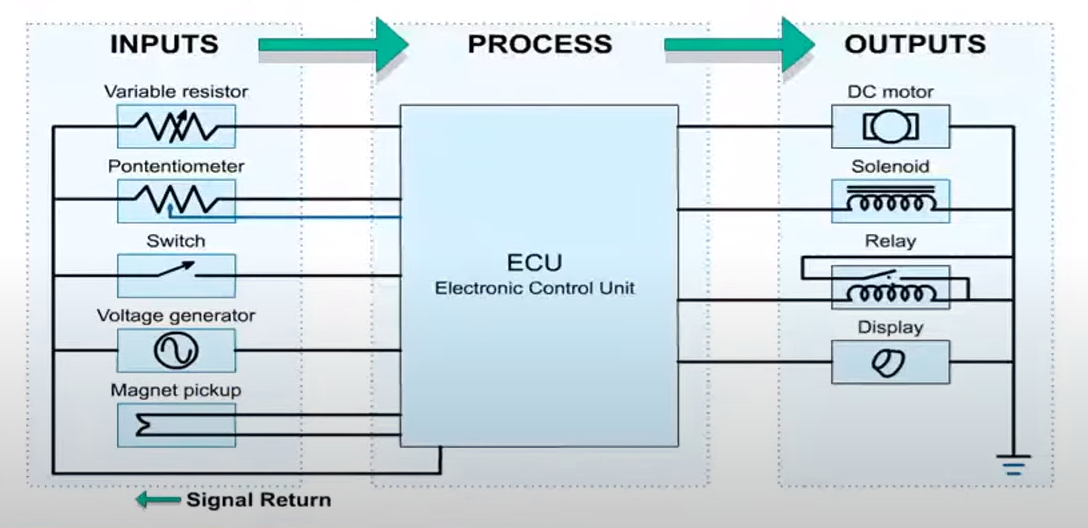 INPUTS
PROCESS
OUTPUTS
Variable resistor
Pontentiometer
Switch
Voltage generator
Magnet pickup
ECU
Electronic Control Unit
DC motor
Solenoid
Relay
Display
Signal Return